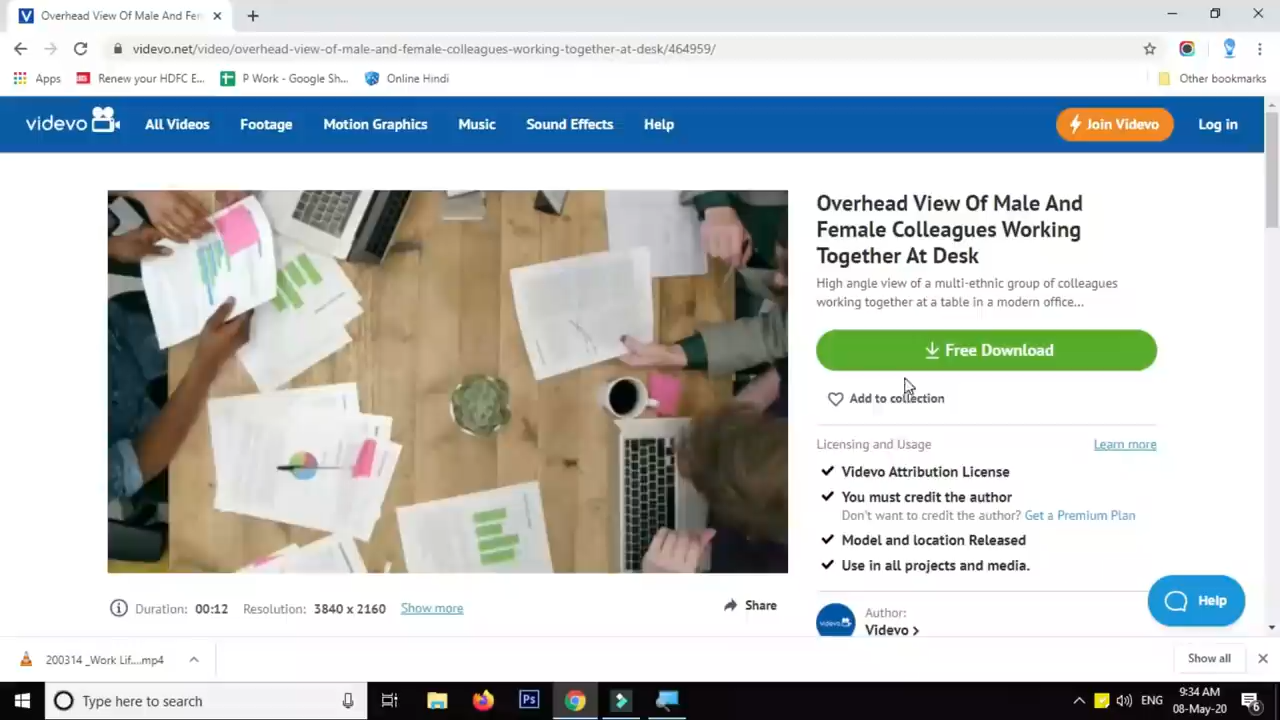 Overhead View Of Male And Fem
videvo.net/video/overhead-view-of-male-and-female-colleagues-working-together-at-desk/464959/
Apps
Renew your HDFC E...
P Work - Google Sh...
Online Hindi
Other bookmarks
videvo
All Videos
Footage
Motion Graphics
Music
Sound Effects
Help
Join Videvo
Log in
Overhead View Of Male And
Female Colleagues Working
Together At Desk
High angle view of a multi-ethnic group of colleagues
working together at a table in a modern office...
Free Download
Add to collection
Licensing and Usage
Learn more
Videvo Attribution License
You must credit the author
Don't want to credit the author? Get a Premium Plan
Model and location Released
Use in all projects and media.
Help
Duration: 00:12 Resolution: 3840 x 2160 Show more
Share
Author:
videvo
Videvo >
200314 _Work Lif....mp4
Show all
Type here to search
Ps
ENG
9:34 AM
08-May-20
6